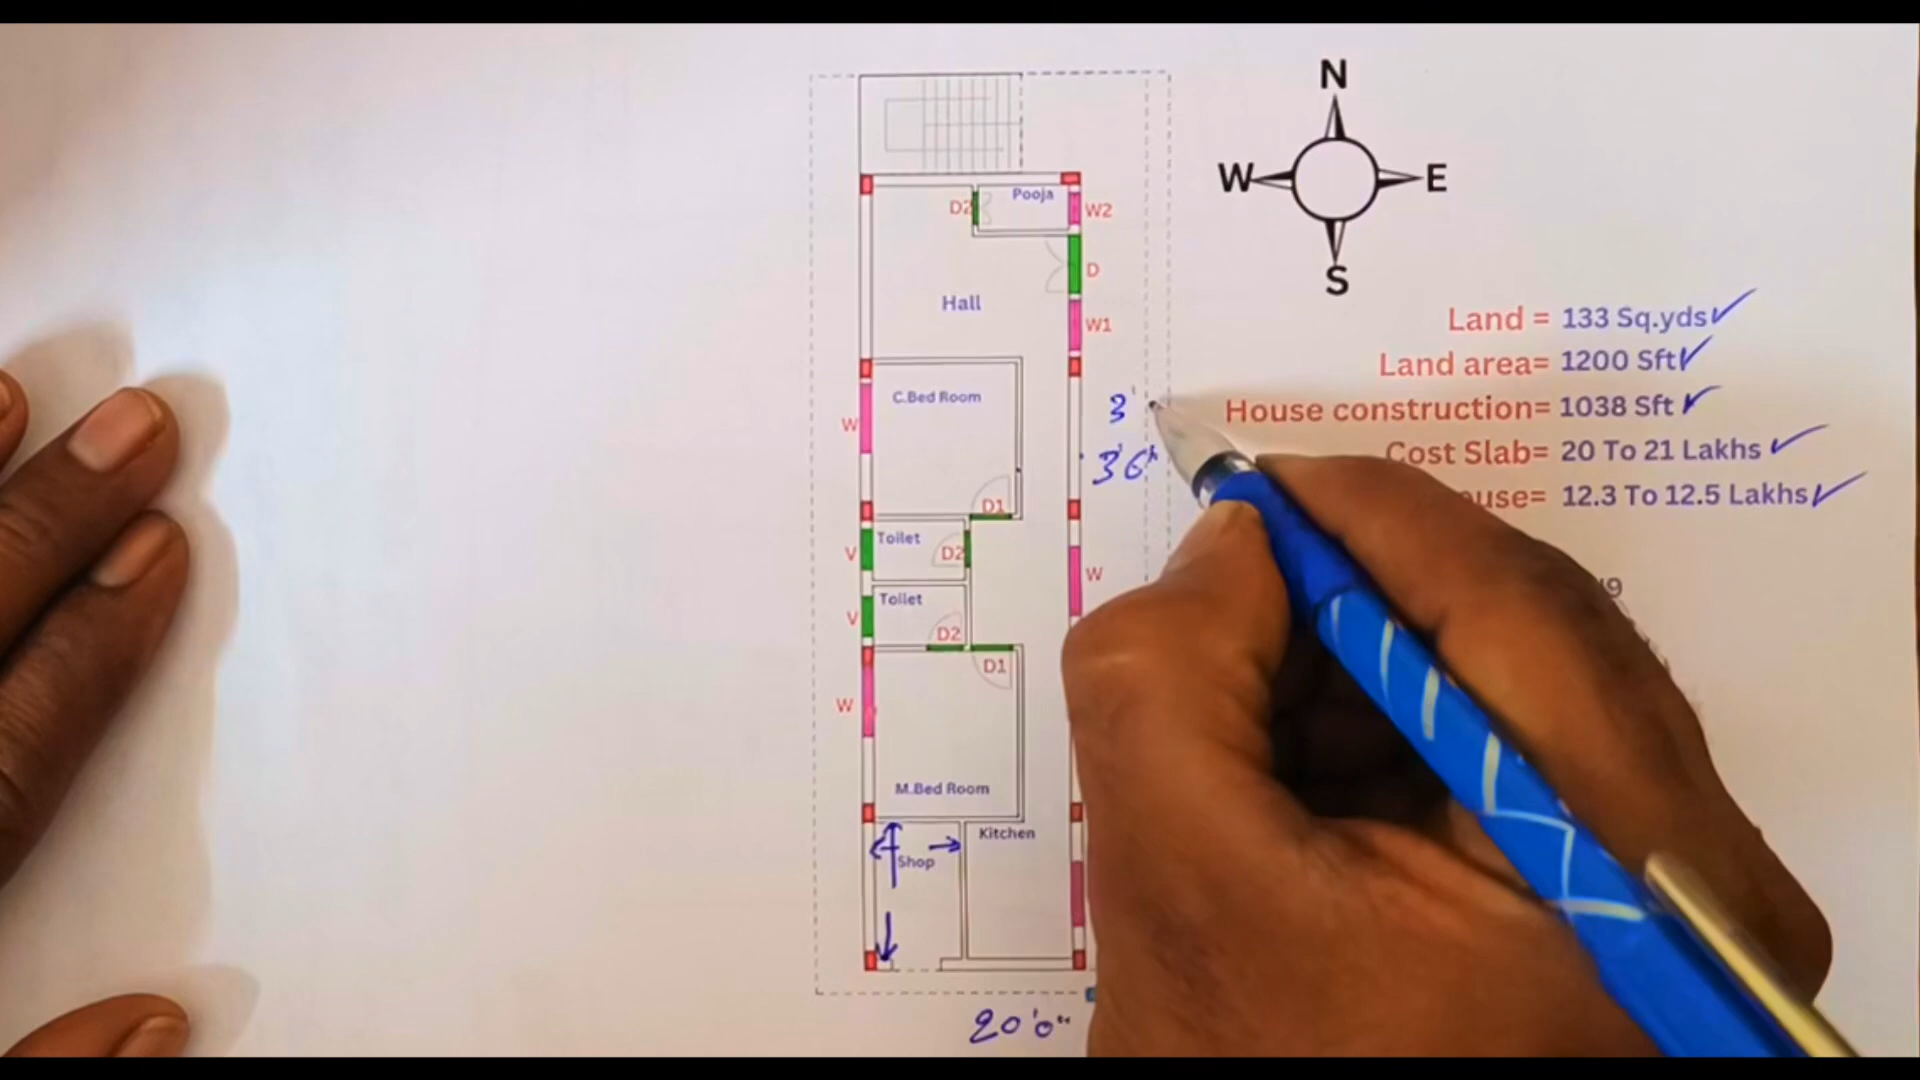 N
W E
S
Pooja
D2
W2
D
Hall
W1
Land = 133 Sq.yds
Land area= 1200 Sft
House construction= 1038 Sft
Cost Slab= 20 To 21 Lakhs
use= 12.3 To 12.5 Lakhs
C.Bed Room
W
3'
3'6"
D1
Toilet
V
D2
W
Toilet
V
D2
D1
W
M.Bed Room
Kitchen
Shop
20'0"